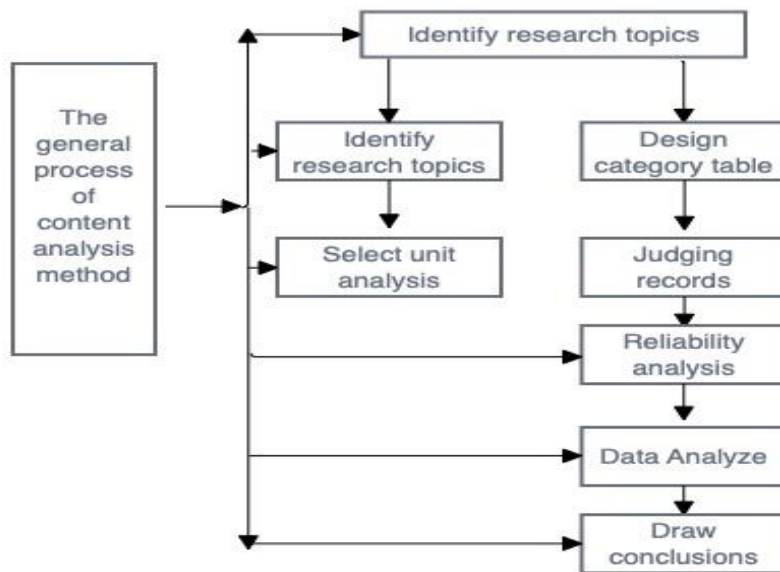 Identify research topics
The
general
process
of
content
analysis
method
Identify
research topics
Design
category table
Select unit
analysis
Judging
records
Reliability
analysis
Data Analyze
Draw
conclusions